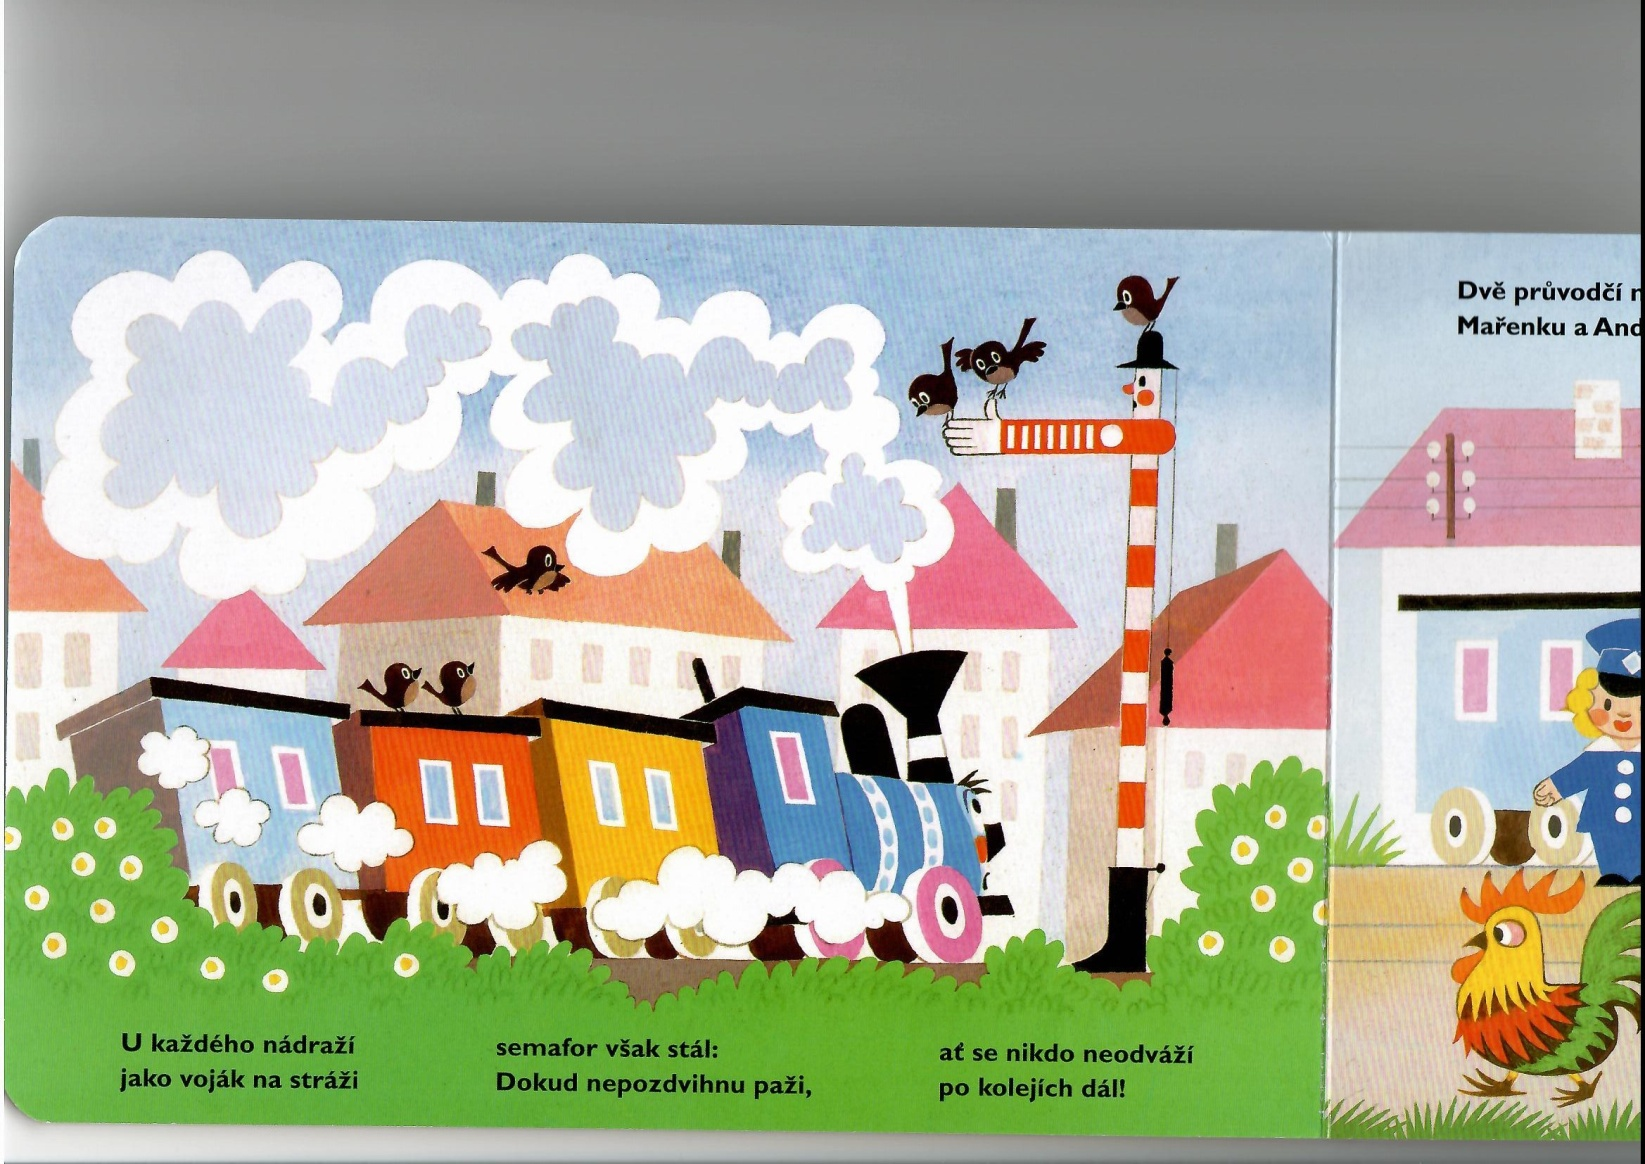 U každého nádraží
jako voják na stráži
semafor však stál:
Dokud nepozdvihnu paži,
ať se nikdo neodváží
po kolejích dál!
Dvě průvodčí
Mařenku a